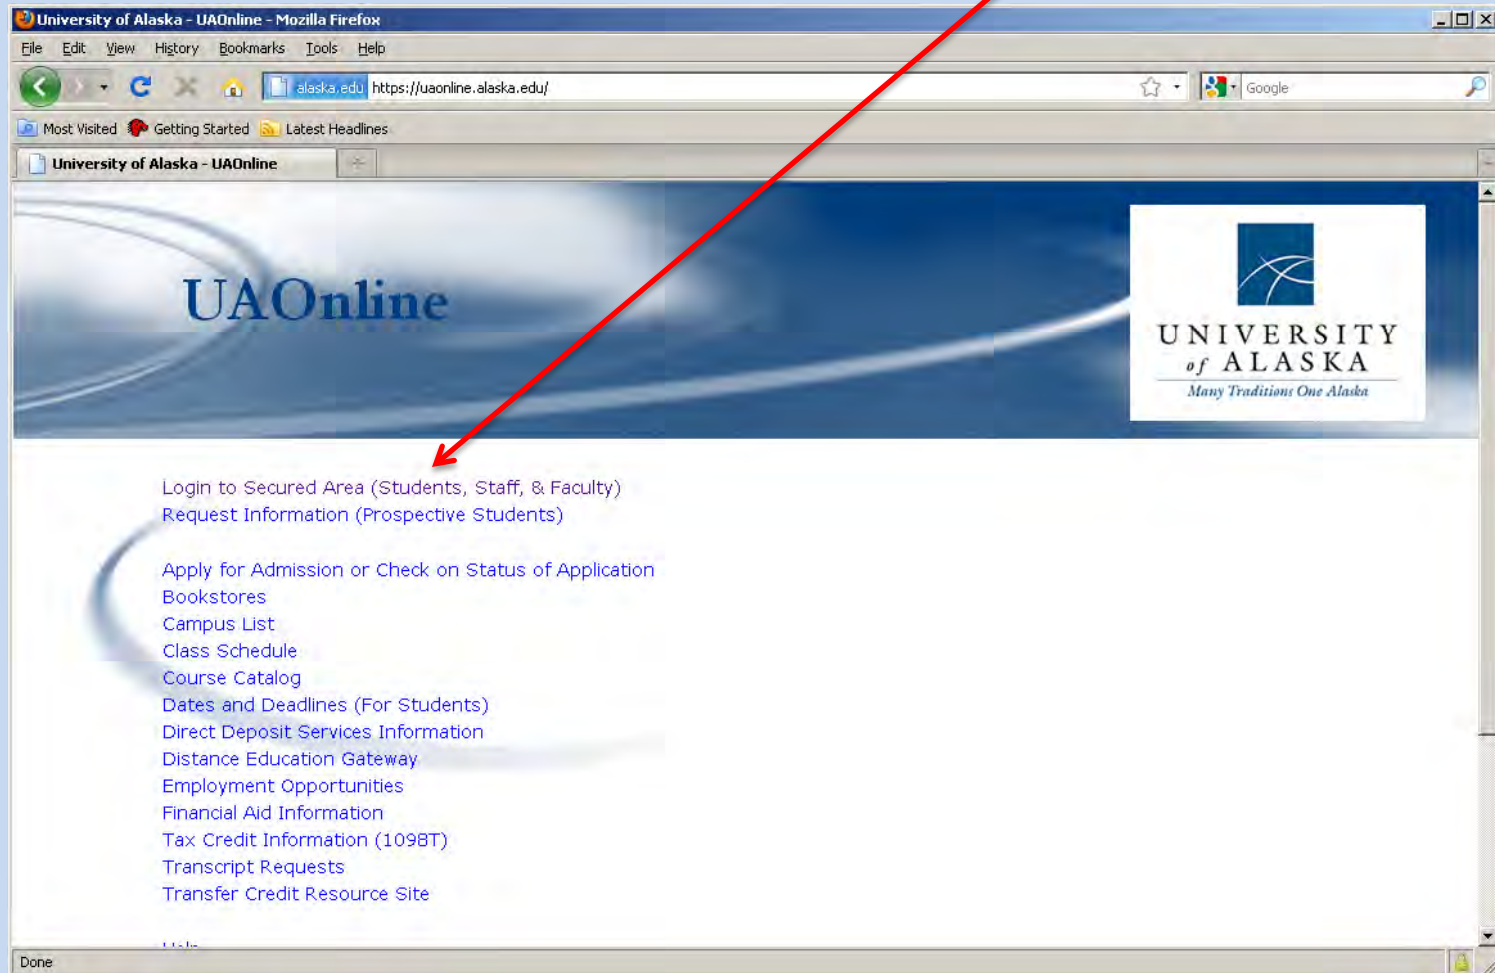 University of Alaska - UAOnline - Mozilla Firefox
File Edit View History Bookmarks Tools Help
alaska.edu https://uaonline.alaska.edu/
Google
Most Visited Getting Started Latest Headlines
University of Alaska - UAOnline
UAOnline
UNIVERSITY
of ALASKA
Many Traditions One Alaska
Login to Secured Area (Students, Staff, & Faculty)
Request Information (Prospective Students)
Apply for Admission or Check on Status of Application
Bookstores
Campus List
Class Schedule
Course Catalog
Dates and Deadlines (For Students)
Direct Deposit Services Information
Distance Education Gateway
Employment Opportunities
Financial Aid Information
Tax Credit Information (1098T)
Transcript Requests
Transfer Credit Resource Site
Help
Done